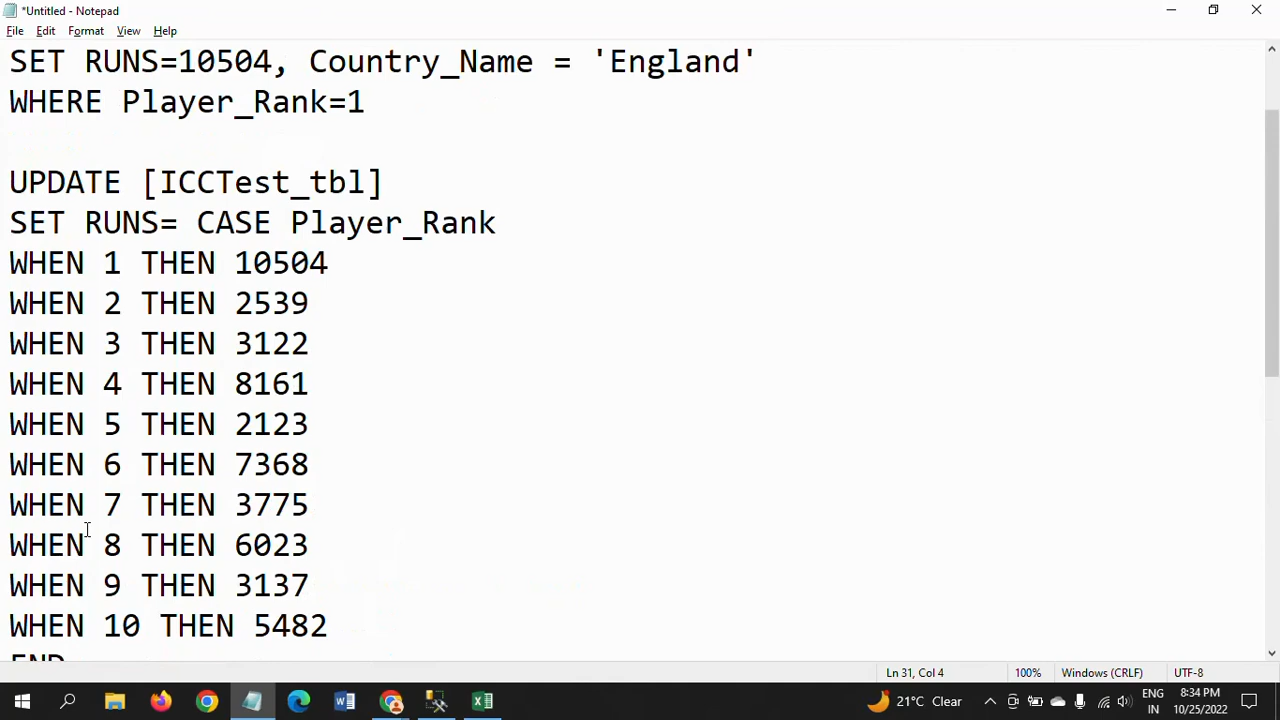 *Untitled - Notepad
File Edit Format View Help
SET RUNS=10504, Country_Name = 'England'
WHERE Player_Rank=1
UPDATE [ICCTest_tbl]
SET RUNS= CASE Player_Rank
WHEN 1 THEN 10504
WHEN 2 THEN 2539
WHEN 3 THEN 3122
WHEN 4 THEN 8161
WHEN 5 THEN 2123
WHEN 6 THEN 7368
WHEN 7 THEN 3775
WHEN 8 THEN 6023
WHEN 9 THEN 3137
WHEN 10 THEN 5482
END
Ln 31, Col 4 100% Windows (CRLF) UTF-8
21°C Clear ENG IN 8:34 PM 10/25/2022